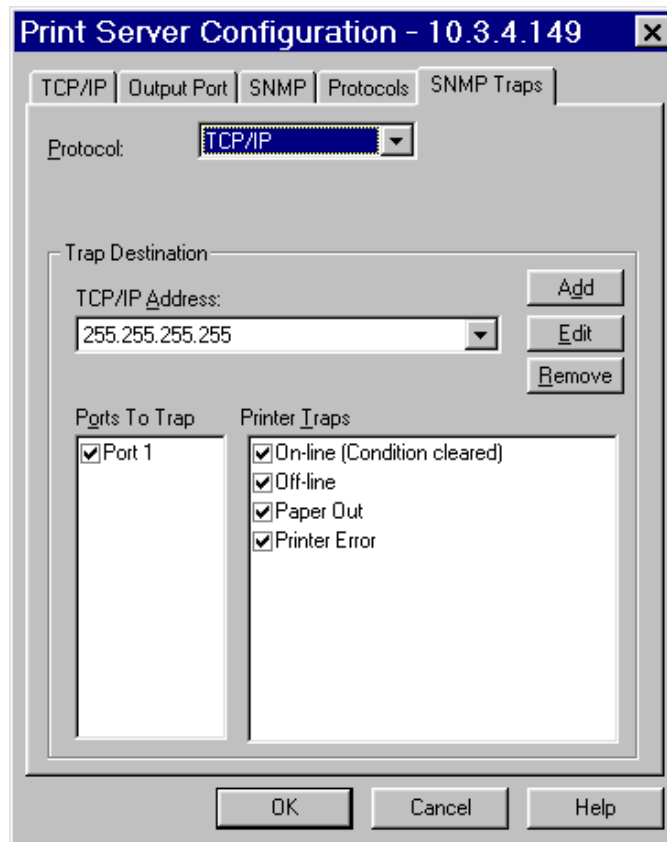 Print Server Configuration - 10.3.4.149
TCP/IP Output Port SNMP Protocols SNMP Traps
Protocol: TCP/IP
Trap Destination
TCP/IP Address:
255.255.255.255
Add
Edit
Remove
Ports To Trap
Port 1
Printer Traps
On-line (Condition cleared)
Off-line
Paper Out
Printer Error
OK Cancel Help